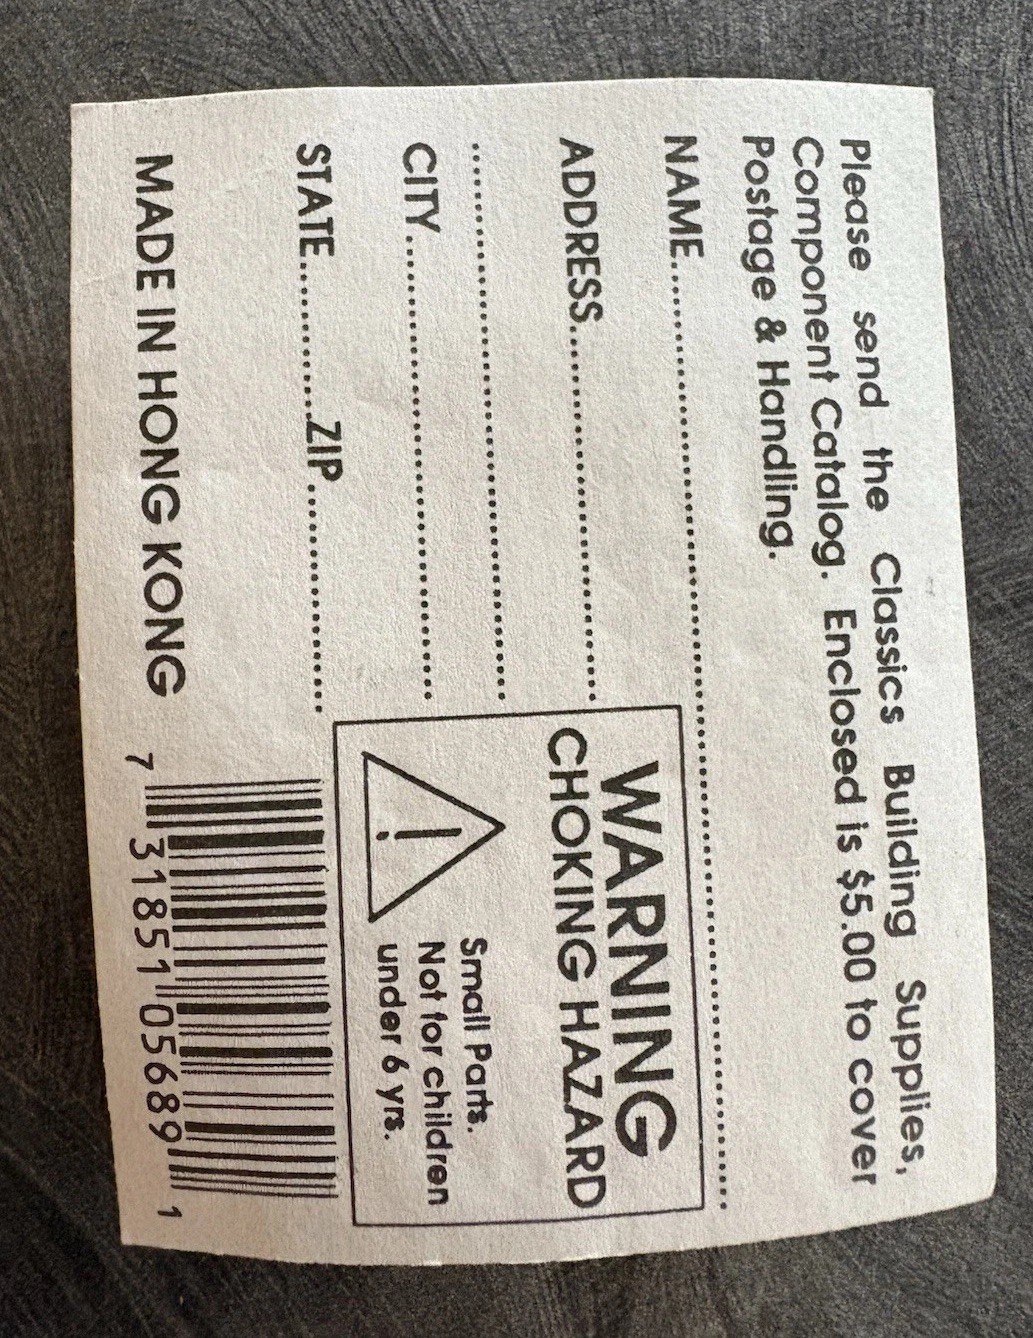 Please send the Classics Building Supplies,
Component Catalog. Enclosed is $5.00 to cover
Postage & Handling.
NAME..........................................................................
ADDRESS...........................................
.................................................................
CITY.....................................................
STATE...............ZIP.........................
WARNING
CHOKING HAZARD
!
Small Parts.
Not for children
under 6 yrs.
MADE IN HONG KONG
7 31851 05689 1